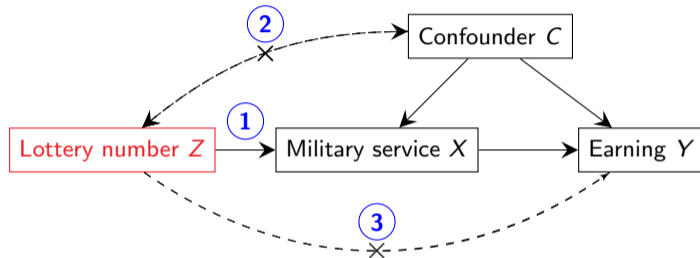 2
Confounder C
1
Lottery number Z
Military service X
Earning Y
3